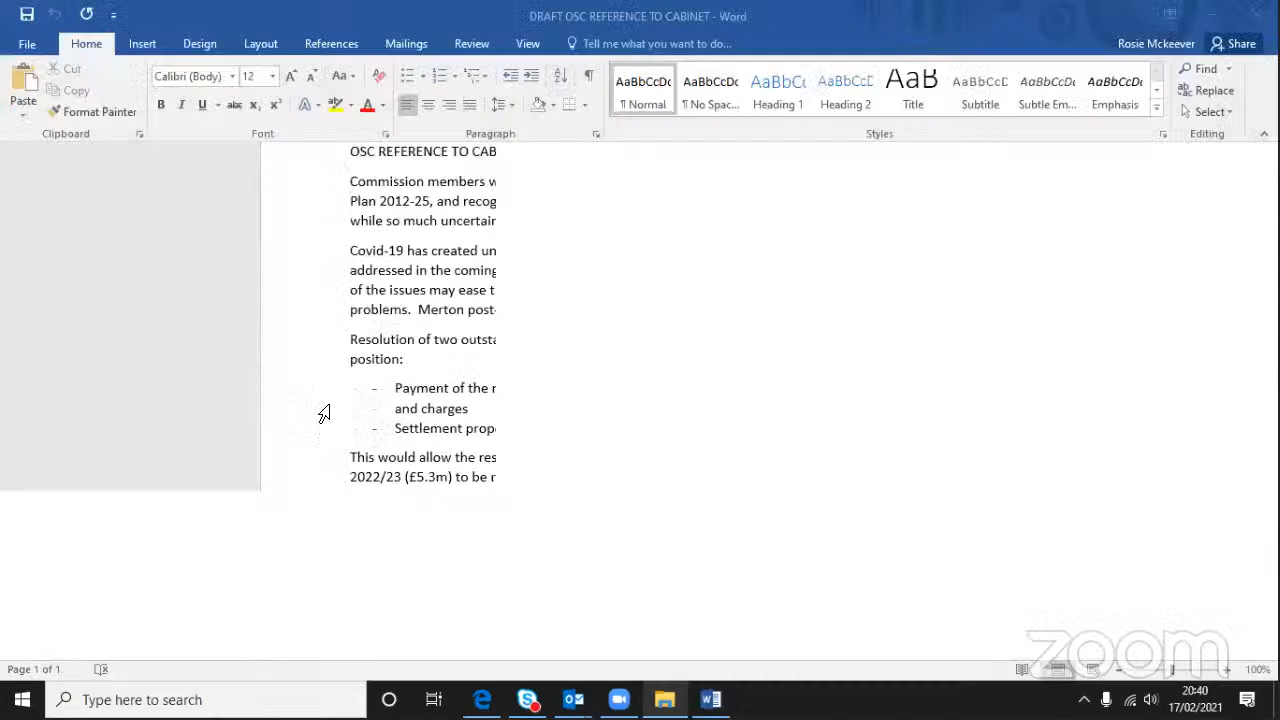 DRAFT OSC REFERENCE TO CABINET - Word
File Home Insert Design Layout References Mailings Review View Tell me what you want to do... Rosie Mckeever Share
Paste
Cut
Copy
Format Painter
Clipboard
Calibri (Body) 12
Font
Paragraph
AaBbCcDc ¶ Normal
AaBbCcDc ¶ No Spac...
AaBbCc Heading 1
AaBbCcD Heading 2
AaB Title
AaBbCcD Subtitle
AaBbCcDc Subtle Em...
AaBbCcDc Emphasis
Styles
Find
Replace
Select
Editing
OSC REFERENCE TO CAB
Commission members w
Plan 2012-25, and recog
while so much uncertain
Covid-19 has created un
addressed in the coming
of the issues may ease t
problems. Merton post-
Resolution of two outsta
position:
- Payment of the r
and charges
- Settlement prop
This would allow the res
2022/23 (£5.3m) to be r
zoom
Page 1 of 1
100%
Type here to search
20:40
17/02/2021